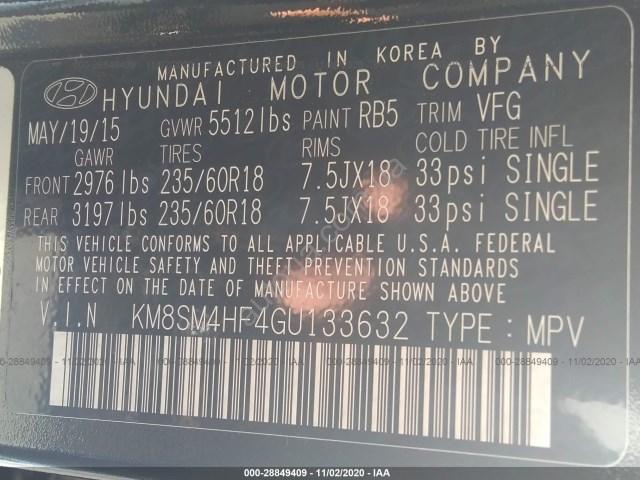 MANUFACTURED IN KOREA BY
HYUNDAI MOTOR COMPANY
MAY/19/15 GVWR 5512lbs PAINT RB5 TRIM VFG
GAWR TIRES RIMS COLD TIRE INFL
FRONT 2976lbs 235/60R18 7.5JX18 33psi SINGLE
REAR 3197lbs 235/60R18 7.5JX18 33psi SINGLE
THIS VEHICLE CONFORMS TO ALL APPLICABLE U.S.A. FEDERAL
MOTOR VEHICLE SAFETY AND THEFT PREVENTION STANDARDS
IN EFFECT ON THE DATE OF MANUFACTURE SHOWN ABOVE
V.I.N KM8SM4HF4GU133632 TYPE : MPV
000-28849409 - 11/02/2020 - IAA